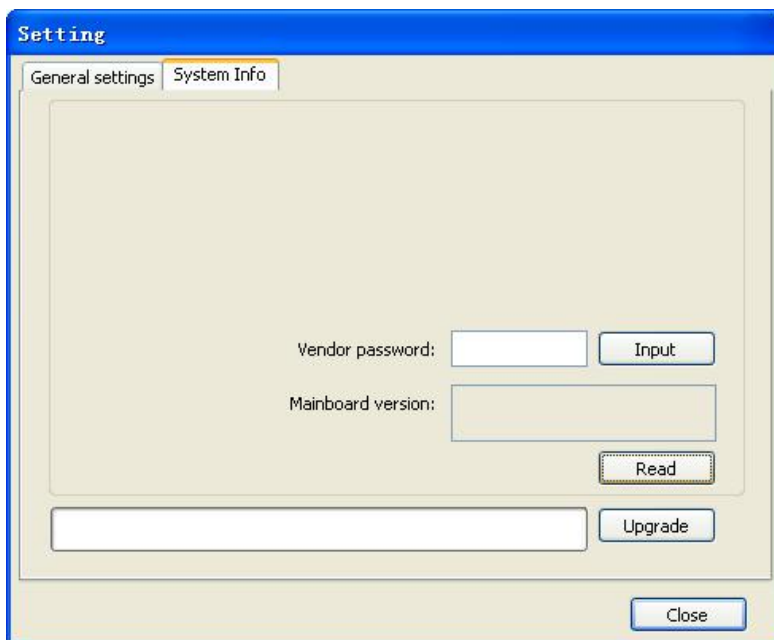 Setting
General settings System Info
Vendor password: Input
Mainboard version:
Read
Upgrade
Close